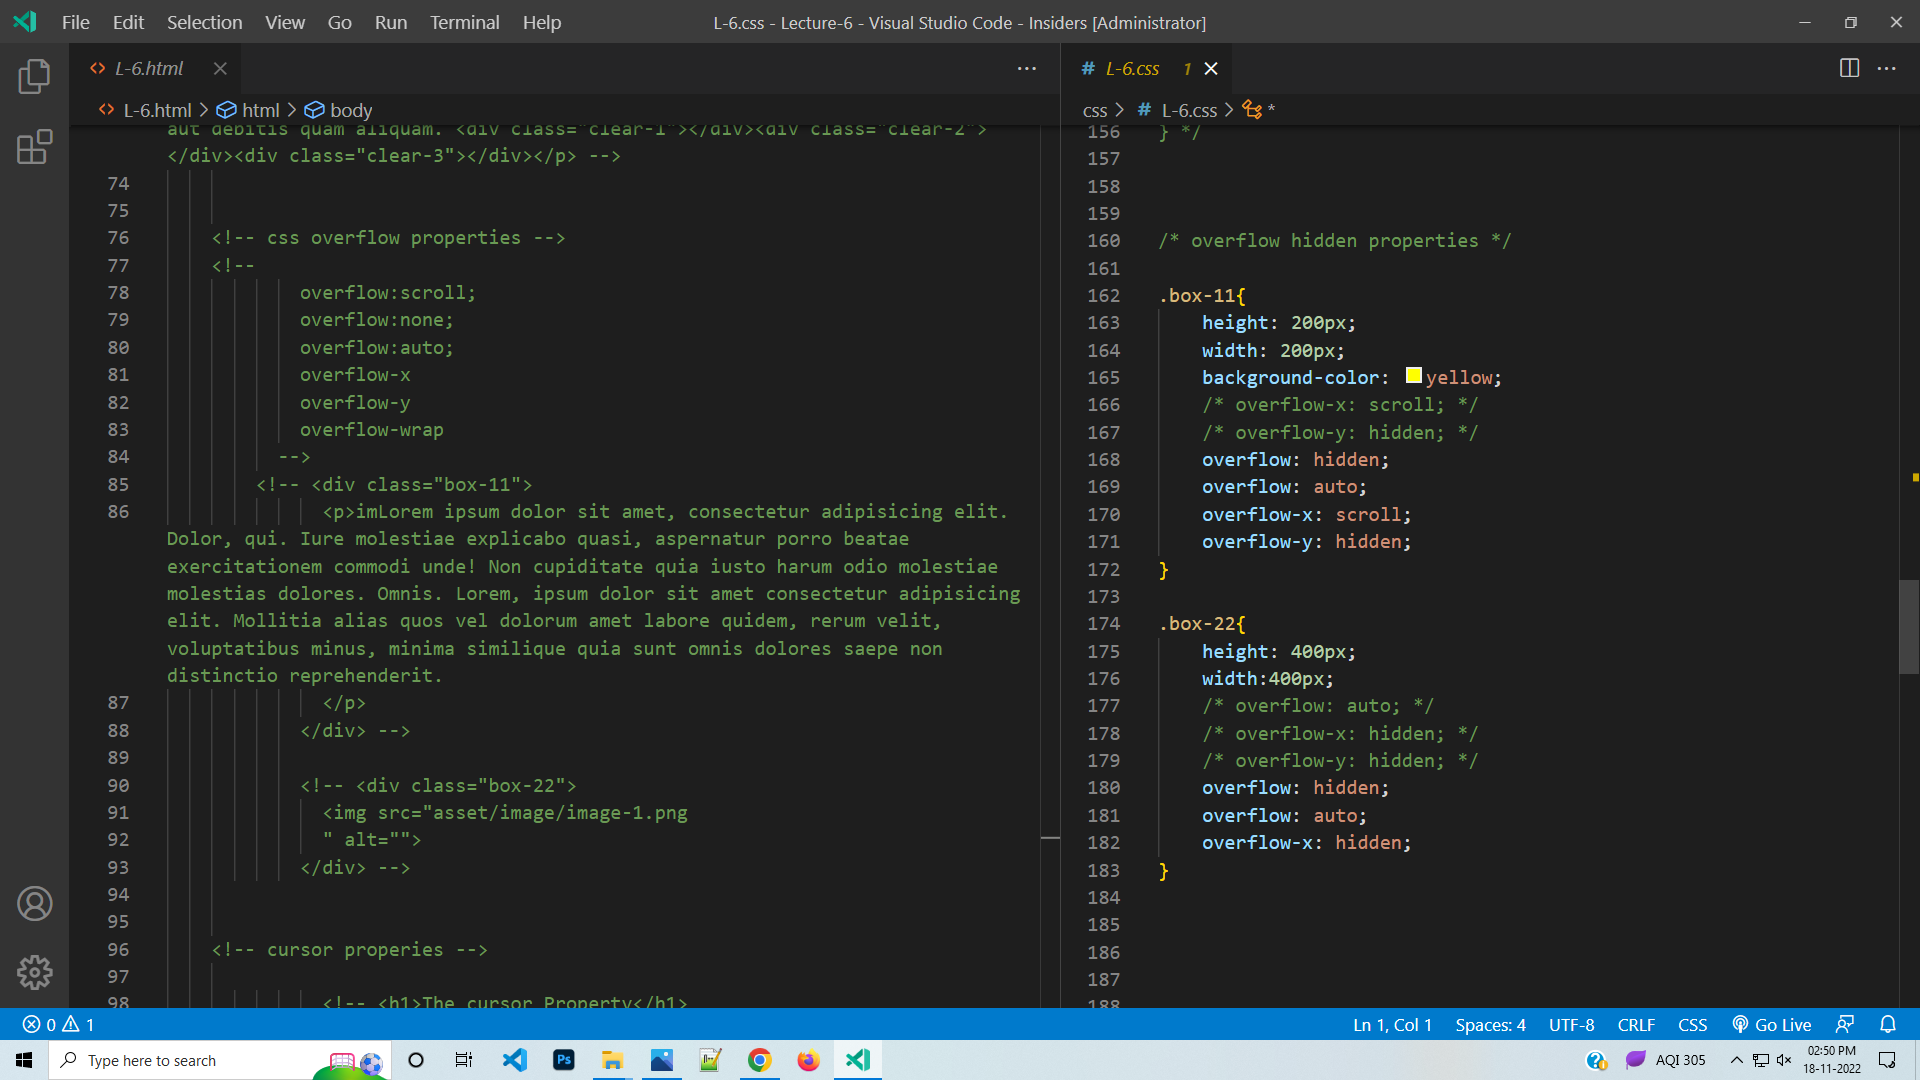 File Edit Selection View Go Run Terminal Help
L-6.css - Lecture-6 - Visual Studio Code - Insiders [Administrator]
L-6.html
L-6.html > html > body
aut debitis quam aliquam. <div class="clear-1"></div><div class="clear-2">
</div><div class="clear-3"></div></p> -->
74
75
76 <!-- css overflow properties -->
77 <!--
78 overflow:scroll;
79 overflow:none;
80 overflow:auto;
81 overflow-x
82 overflow-y
83 overflow-wrap
84 -->
85 <!-- <div class="box-11">
86 <p>imLorem ipsum dolor sit amet, consectetur adipisicing elit.
Dolor, qui. Iure molestiae explicabo quasi, aspernatur porro beatae
exercitationem commodi unde! Non cupiditate quia iusto harum odio molestiae
molestias dolores. Omnis. Lorem, ipsum dolor sit amet consectetur adipisicing
elit. Mollitia alias quos vel dolorum amet labore quidem, rerum velit,
voluptatibus minus, minima similique quia sunt omnis dolores saepe non
distinctio reprehenderit.
87 </p>
88 </div> -->
89
90 <!-- <div class="box-22">
91 <img src="asset/image/image-1.png
92 " alt="">
93 </div> -->
94
95
96 <!-- cursor properies -->
97
98 <!-- <h1>The cursor Property</h1>
# L-6.css 1
css > # L-6.css > *
156 } */
157
158
159
160 /* overflow hidden properties */
161
162 .box-11{
163 height: 200px;
164 width: 200px;
165 background-color: yellow;
166 /* overflow-x: scroll; */
167 /* overflow-y: hidden; */
168 overflow: hidden;
169 overflow: auto;
170 overflow-x: scroll;
171 overflow-y: hidden;
172 }
173
174 .box-22{
175 height: 400px;
176 width:400px;
177 /* overflow: auto; */
178 /* overflow-x: hidden; */
179 /* overflow-y: hidden; */
180 overflow: hidden;
181 overflow: auto;
182 overflow-x: hidden;
183 }
184
185
186
187
188
0 1
Ln 1, Col 1 Spaces: 4 UTF-8 CRLF CSS Go Live
Type here to search
Ps
AQI 305
02:50 PM
18-11-2022